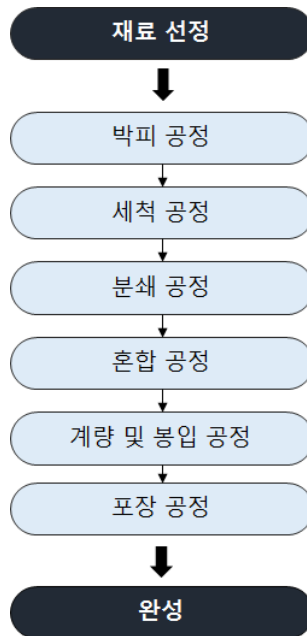 재료 선정
박피 공정
세척 공정
분쇄 공정
혼합 공정
계량 및 봉입 공정
포장 공정
완성